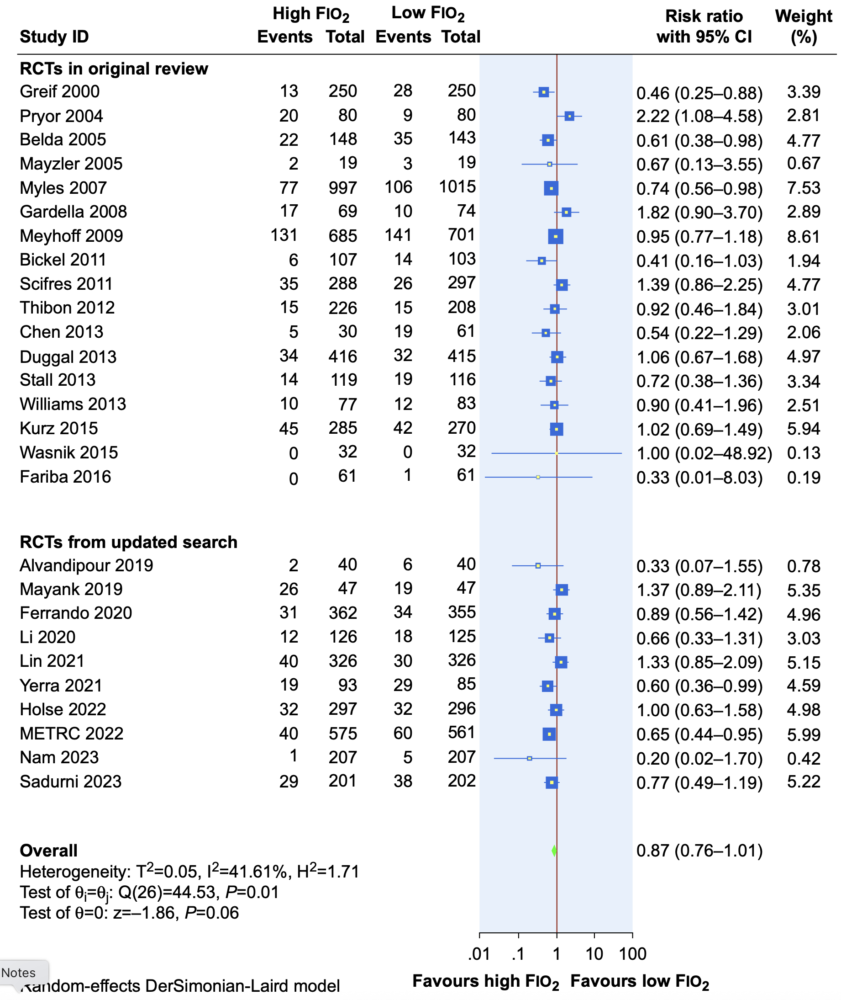 High FIO2 Low FIO2 Risk ratio Weight
Study ID Events Total Events Total with 95% CI (%)
RCTs in original review
Greif 2000 13 250 28 250 0.46 (0.25–0.88) 3.39
Pryor 2004 20 80 9 80 2.22 (1.08–4.58) 2.81
Belda 2005 22 148 35 143 0.61 (0.38–0.98) 4.77
Mayzler 2005 2 19 3 19 0.67 (0.13–3.55) 0.67
Myles 2007 77 997 106 1015 0.74 (0.56–0.98) 7.53
Gardella 2008 17 69 10 74 1.82 (0.90–3.70) 2.89
Meyhoff 2009 131 685 141 701 0.95 (0.77–1.18) 8.61
Bickel 2011 6 107 14 103 0.41 (0.16–1.03) 1.94
Scifres 2011 35 288 26 297 1.39 (0.86–2.25) 4.77
Thibon 2012 15 226 15 208 0.92 (0.46–1.84) 3.01
Chen 2013 5 30 19 61 0.54 (0.22–1.29) 2.06
Duggal 2013 34 416 32 415 1.06 (0.67–1.68) 4.97
Stall 2013 14 119 19 116 0.72 (0.38–1.36) 3.34
Williams 2013 10 77 12 83 0.90 (0.41–1.96) 2.51
Kurz 2015 45 285 42 270 1.02 (0.69–1.49) 5.94
Wasnik 2015 0 32 0 32 1.00 (0.02–48.92) 0.13
Fariba 2016 0 61 1 61 0.33 (0.01–8.03) 0.19
RCTs from updated search
Alvandipour 2019 2 40 6 40 0.33 (0.07–1.55) 0.78
Mayank 2019 26 47 19 47 1.37 (0.89–2.11) 5.35
Ferrando 2020 31 362 34 355 0.89 (0.56–1.42) 4.96
Li 2020 12 126 18 125 0.66 (0.33–1.31) 3.03
Lin 2021 40 326 30 326 1.33 (0.85–2.09) 5.15
Yerra 2021 19 93 29 85 0.60 (0.36–0.99) 4.59
Holse 2022 32 297 32 296 1.00 (0.63–1.58) 4.98
METRC 2022 40 575 60 561 0.65 (0.44–0.95) 5.99
Nam 2023 1 207 5 207 0.20 (0.02–1.70) 0.42
Sadurni 2023 29 201 38 202 0.77 (0.49–1.19) 5.22
Overall 0.87 (0.76–1.01)
Heterogeneity: T2=0.05, I2=41.61%, H2=1.71
Test of θi=θj: Q(26)=44.53, P=0.01
Test of θ=0: z=–1.86, P=0.06
.01 .1 1 10 100
Favours high FIO2 Favours low FIO2
Notes
Random-effects DerSimonian-Laird model